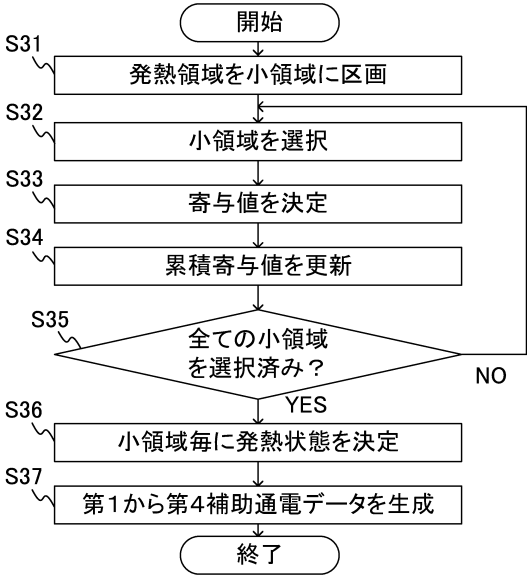 開始
S31
発熱領域を小領域に区画
S32
小領域を選択
S33
寄与値を決定
S34
累積寄与値を更新
S35
全ての小領域
を選択済み？
NO
YES
S36
小領域毎に発熱状態を決定
S37
第１から第４補助通電データを生成
終了